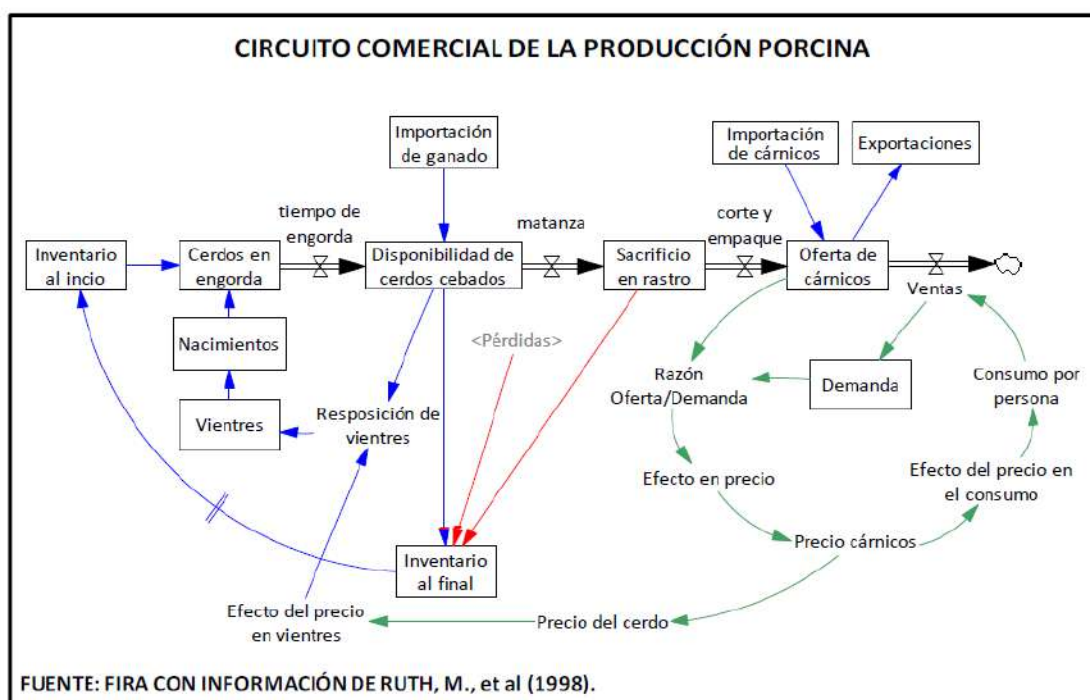 CIRCUITO COMERCIAL DE LA PRODUCCIÓN PORCINA
Importación
de ganado
Importación
de cárnicos
Exportaciones
tiempo de
engorda
matanza
corte y
empaque
Inventario
al incio
Cerdos en
engorda
Disponibilidad de
cerdos cebados
Sacrificio
en rastro
Oferta de
cárnicos
Ventas
Nacimientos
<Pérdidas>
Razón
Oferta/Demanda
Demanda
Consumo por
persona
Vientres
Resposición de
vientres
Efecto en precio
Efecto del precio en
el consumo
Precio cárnicos
Inventario
al final
Efecto del precio
en vientres
Precio del cerdo
FUENTE: FIRA CON INFORMACIÓN DE RUTH, M., et al (1998).